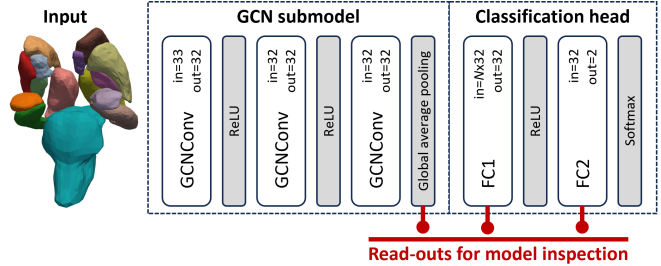 Input
GCN submodel
Classification head
GCNConv
in=33
out=32
ReLU
GCNConv
in=32
out=32
ReLU
GCNConv
in=32
out=32
Global average pooling
FC1
in=Nx32
out=32
ReLU
FC2
in=32
out=2
Softmax
Read-outs for model inspection